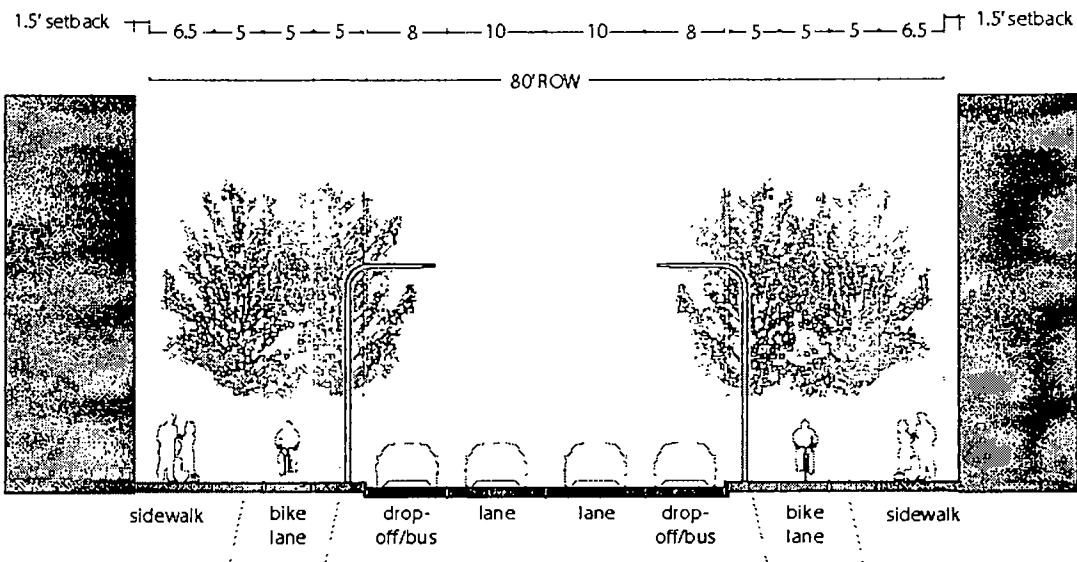 1.5' setback 6.5 5 5 5 8 10 10 8 5 5 5 6.5 1.5' setback
80' ROW
sidewalk bike lane drop-off/bus lane lane drop-off/bus bike lane sidewalk